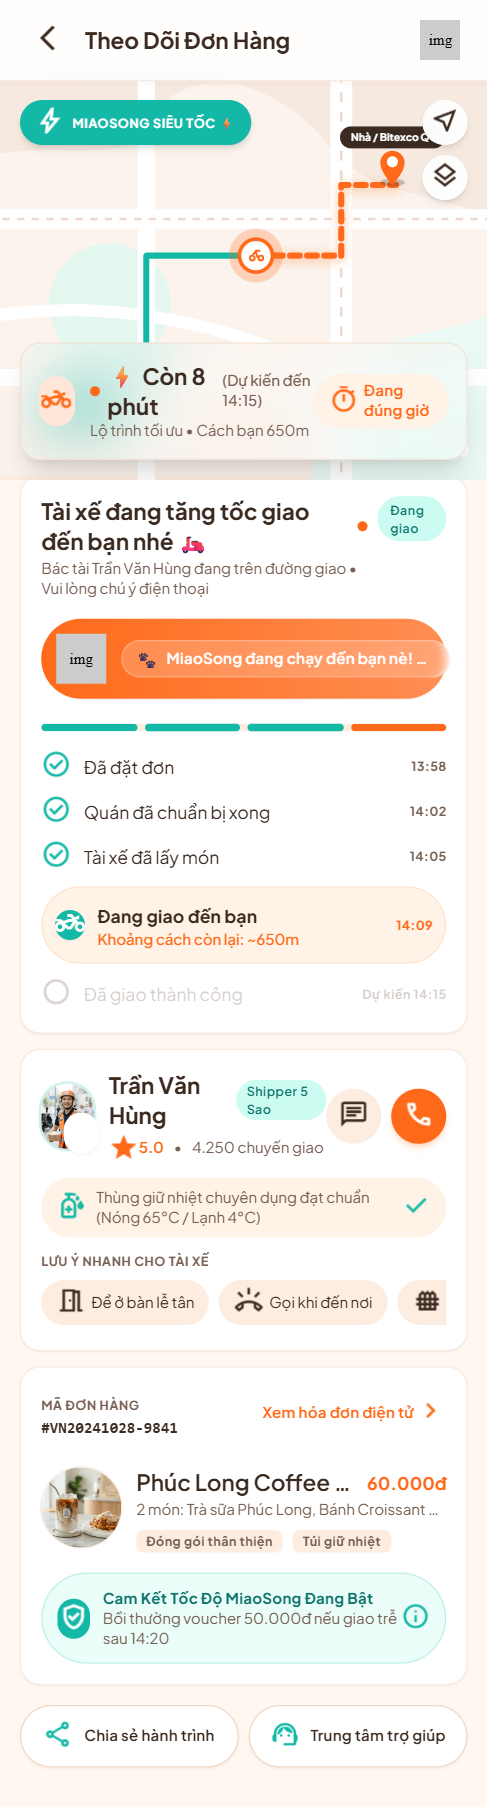 Theo Dõi Đơn Hàng
img
MIAOSONG SIÊU TỐC
Nhà / Bitexco
Còn 8 phút
(Dự kiến đến 14:15)
Lộ trình tối ưu • Cách bạn 650m
Đang đúng giờ
Tài xế đang tăng tốc giao
đến bạn nhé
Đang giao
Bác tài Trần Văn Hùng đang trên đường giao •
Vui lòng chú ý điện thoại
img
MiaoSong đang chạy đến bạn nè! ...
Đã đặt đơn
13:58
Quán đã chuẩn bị xong
14:02
Tài xế đã lấy món
14:05
Đang giao đến bạn
Khoảng cách còn lại: ~650m
14:09
Đã giao thành công
Dự kiến 14:15
Trần Văn
Hùng
Shipper 5
Sao
5.0 • 4.250 chuyến giao
Thùng giữ nhiệt chuyên dụng đạt chuẩn
(Nóng 65°C / Lạnh 4°C)
LƯU Ý NHANH CHO TÀI XẾ
Để ở bàn lễ tân
Gọi khi đến nơi
MÃ ĐƠN HÀNG
#VN20241028-9841
Xem hóa đơn điện tử
Phúc Long Coffee ...
60.000đ
2 món: Trà sữa Phúc Long, Bánh Croissant ...
Đóng gói thân thiện
Túi giữ nhiệt
Cam Kết Tốc Độ MiaoSong Đang Bật
Bồi thường voucher 50.000đ nếu giao trễ
sau 14:20
Chia sẻ hành trình
Trung tâm trợ giúp